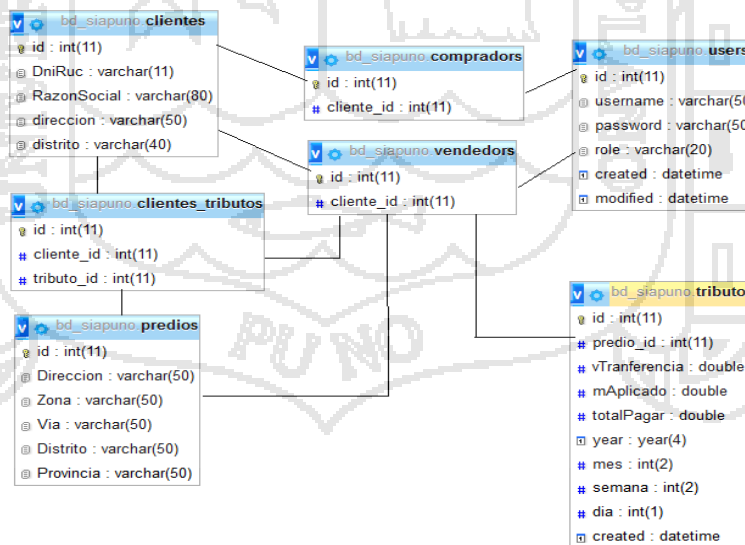 bd_siapuno.clientes
id : int(11)
DniRuc : varchar(11)
RazonSocial : varchar(80)
direccion : varchar(50)
distrito : varchar(40)
bd_siapuno.compradors
id : int(11)
cliente_id : int(11)
bd_siapuno.users
id : int(11)
username : varchar(50
password : varchar(50
role : varchar(20)
created : datetime
modified : datetime
bd_siapuno.vendedors
id : int(11)
cliente_id : int(11)
bd_siapuno.clientes_tributos
id : int(11)
cliente_id : int(11)
tributo_id : int(11)
bd_siapuno.predios
id : int(11)
Direccion : varchar(50)
Zona : varchar(50)
Via : varchar(50)
Distrito : varchar(50)
Provincia : varchar(50)
bd_siapuno.tributo
id : int(11)
predio_id : int(11)
vTranferencia : double
mAplicado : double
totalPagar : double
year : year(4)
mes : int(2)
semana : int(2)
dia : int(1)
created : datetime
PUNO